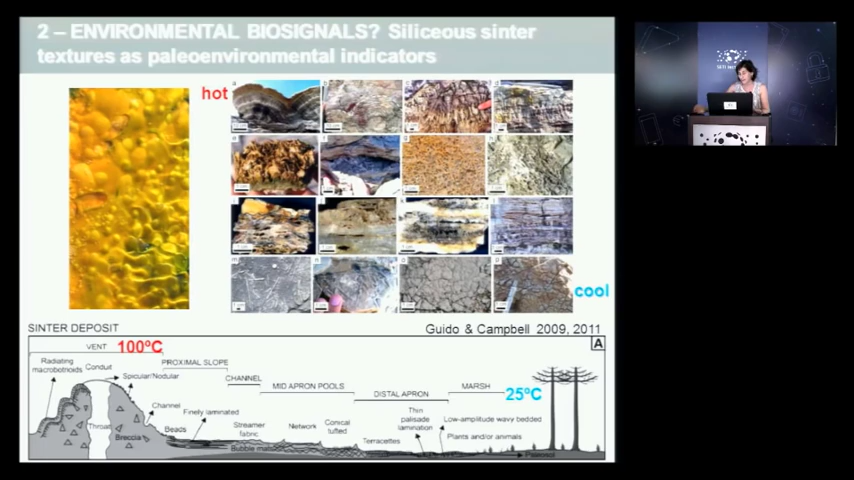 2 – ENVIRONMENTAL BIOSIGNALS? Siliceous sinter
textures as paleoenvironmental indicators
hot
cool
SINTER DEPOSIT
Guido & Campbell 2009, 2011
A
VENT
100ºC
PROXIMAL SLOPE
CHANNEL
MID APRON POOLS
DISTAL APRON
MARSH
25ºC
Radiating
macrobotnoids
Conduit
Spicular/Nodular
Channel
Finely laminated
Beads
Throat
Breccia
Streamer
fabric
Network
Conical
tufted
Bubble mat
Terracettes
Thin
palisade
lamination
Low-amplitude wavy bedded
Plants and/or animals
Paleosol